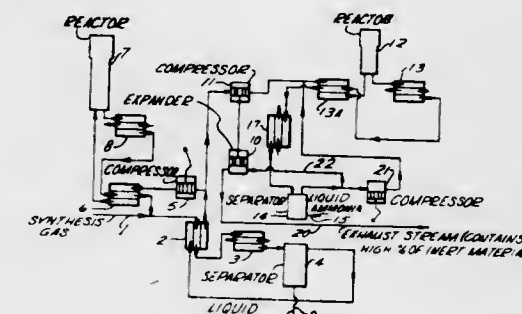 REACTOR
7
8
COMPRESSOR
5
6
SYNTHESIS
GAS
1
2
3
SEPARATOR
4
LIQUID
COMPRESSOR
11
EXPANDER
10
17
22
SEPARATOR
14
LIQUID
AMMONIA
15
20
REACTOR
12
13
13A
21
COMPRESSOR
EXHAUST STREAM (CONTAINS
HIGH % OF INERT MATERIAL